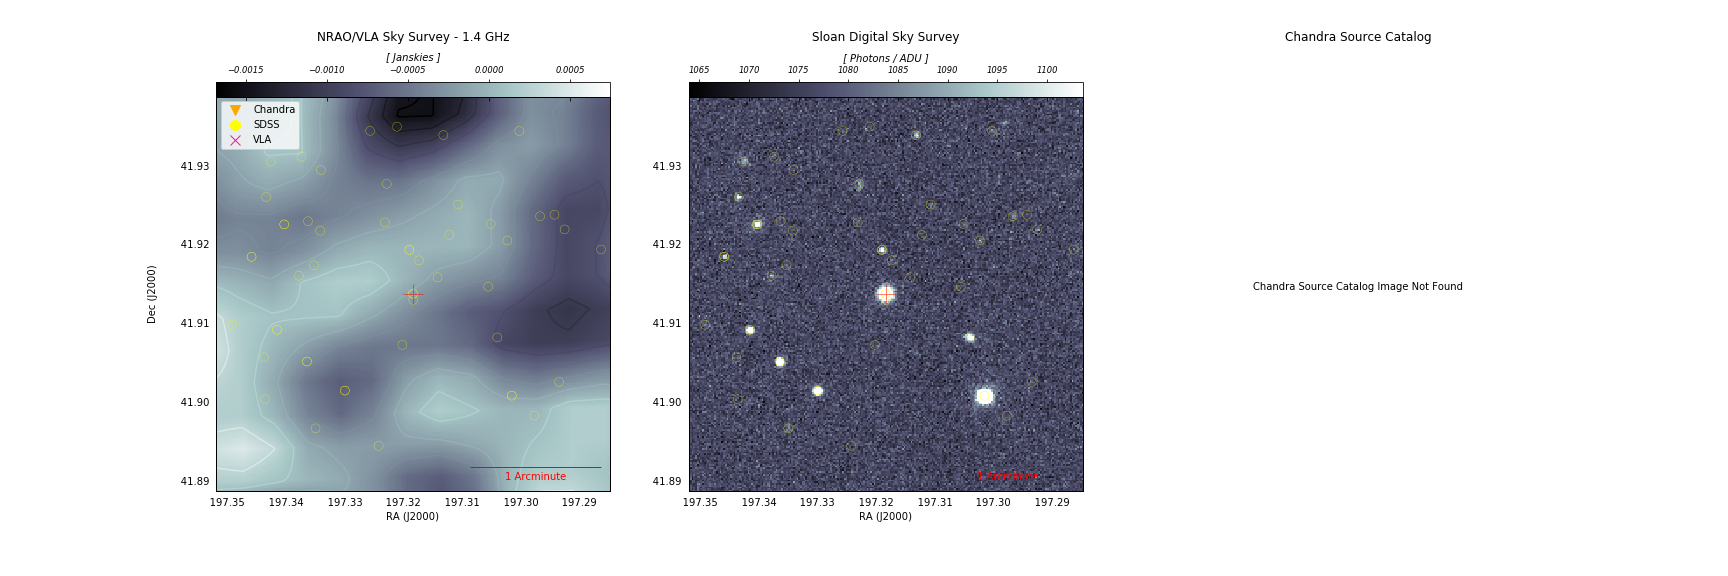 NRAO/VLA Sky Survey - 1.4 GHz
[ Janskies ]
−0.0015 −0.0010 −0.0005 0.0000 0.0005
Chandra
SDSS
VLA
41.93
41.92
41.91
41.90
41.89
Dec (J2000)
1 Arcminute
197.35 197.34 197.33 197.32 197.31 197.30 197.29
RA (J2000)
Sloan Digital Sky Survey
[ Photons / ADU ]
1065 1070 1075 1080 1085 1090 1095 1100
41.93
41.92
41.91
41.90
41.89
1 Arcminute
197.35 197.34 197.33 197.32 197.31 197.30 197.29
RA (J2000)
Chandra Source Catalog
Chandra Source Catalog Image Not Found